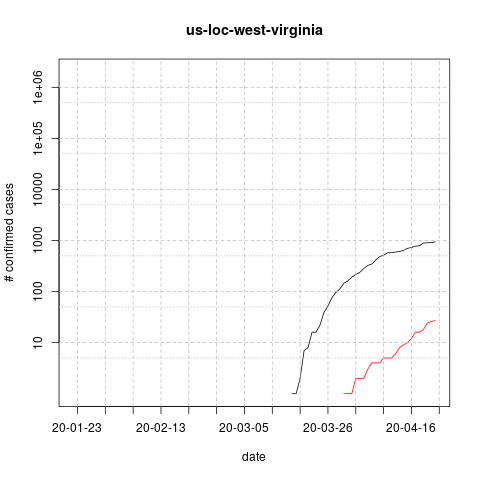 us-loc-west-virginia
# confirmed cases
1e+06
1e+05
10000
1000
100
10
20-01-23
20-02-13
20-03-05
20-03-26
20-04-16
date